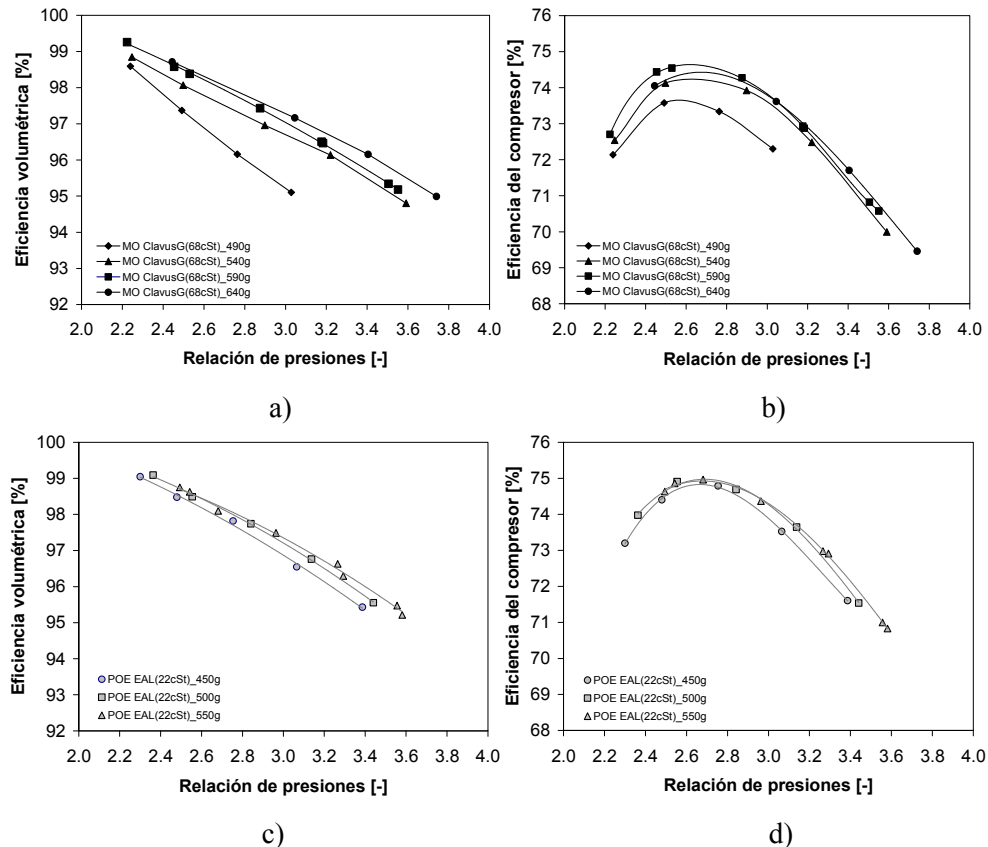 Eficiencia volumétrica [%]
100
99
98
97
96
95
94
93
92
MO ClavusG(68cSt)_490g
MO ClavusG(68cSt)_540g
MO ClavusG(68cSt)_590g
MO ClavusG(68cSt)_640g
2.0 2.2 2.4 2.6 2.8 3.0 3.2 3.4 3.6 3.8 4.0
Relación de presiones [-]
a)
Eficiencia del compresor [%]
76
75
74
73
72
71
70
69
68
MO ClavusG(68cSt)_490g
MO ClavusG(68cSt)_540g
MO ClavusG(68cSt)_590g
MO ClavusG(68cSt)_640g
2.0 2.2 2.4 2.6 2.8 3.0 3.2 3.4 3.6 3.8 4.0
Relación de presiones [-]
b)
Eficiencia volumétrica [%]
100
99
98
97
96
95
94
93
92
POE EAL(22cSt)_450g
POE EAL(22cSt)_500g
POE EAL(22cSt)_550g
2.0 2.2 2.4 2.6 2.8 3.0 3.2 3.4 3.6 3.8 4.0
Relación de presiones [-]
c)
Eficiencia del compresor [%]
76
75
74
73
72
71
70
69
68
POE EAL(22cSt)_450g
POE EAL(22cSt)_500g
POE EAL(22cSt)_550g
2.0 2.2 2.4 2.6 2.8 3.0 3.2 3.4 3.6 3.8 4.0
Relación de presiones [-]
d)